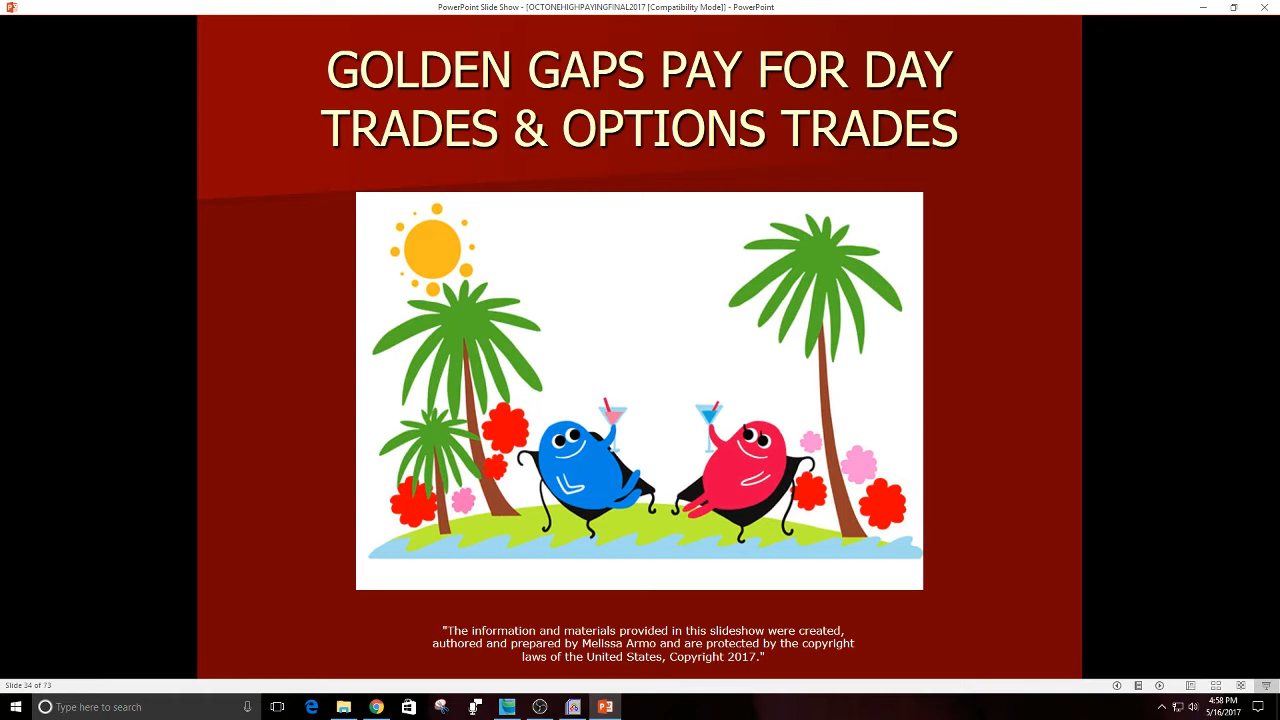 PowerPoint Slide Show - [OCTONEHIGHPAYINGFINAL2017 [Compatibility Mode]] - PowerPoint
GOLDEN GAPS PAY FOR DAY
TRADES & OPTIONS TRADES
"The information and materials provided in this slideshow were created,
authored and prepared by Melissa Armo and are protected by the copyright
laws of the United States, Copyright 2017."
Slide 34 of 73
Type here to search
4:58 PM
5/16/2017